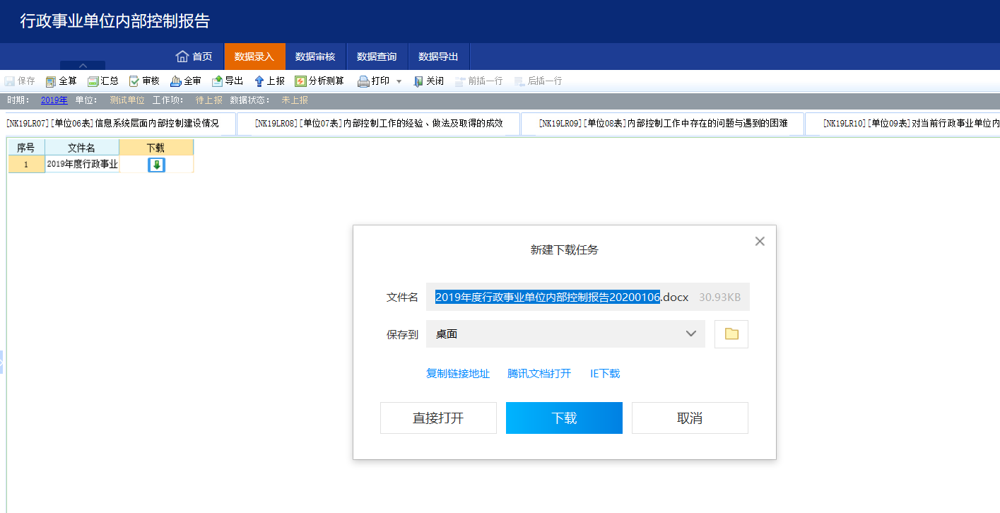 行政事业单位内部控制报告
首页 数据录入 数据审核 数据查询 数据导出
保存 全算 汇总 审核 全审 导出 上报 分析测算 打印 关闭 前插一行 后插一行
时期： 2019年 单位： 测试单位 工作项： 待上报 数据状态： 未上报
[NK19LR07][单位06表]信息系统层面内部控制建设情况 [NK19LR08][单位07表]内部控制工作的经验、做法及取得的成效 [NK19LR09][单位08表]内部控制工作中存在的问题与遇到的困难 [NK19LR10][单位09表]对当前行政事业单位内
序号 文件名 下载
1 2019年度行政事业
新建下载任务
文件名 2019年度行政事业单位内部控制报告20200106.docx 30.93KB
保存到 桌面
复制链接地址 腾讯文档打开 IE下载
直接打开 下载 取消